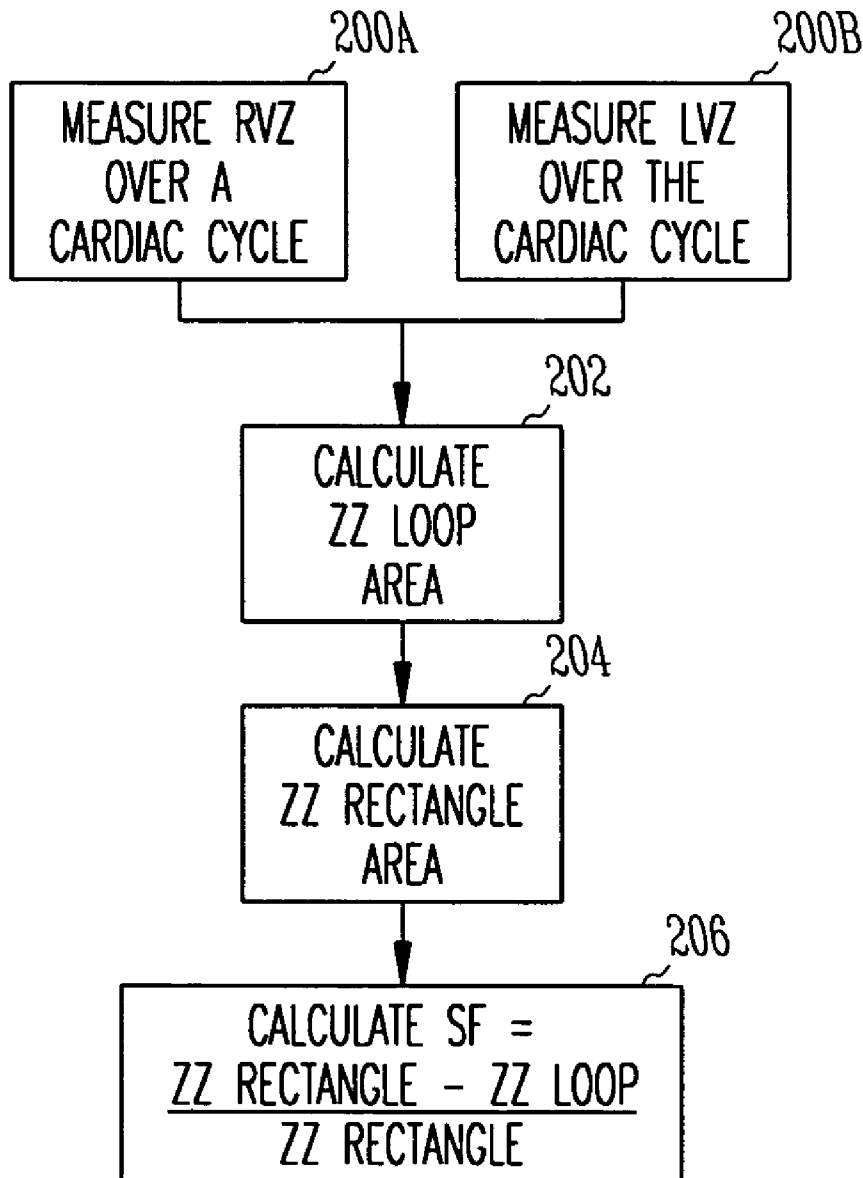 200A
MEASURE RVZ
OVER A
CARDIAC CYCLE
200B
MEASURE LVZ
OVER THE
CARDIAC CYCLE
202
CALCULATE
ZZ LOOP
AREA
204
CALCULATE
ZZ RECTANGLE
AREA
206
CALCULATE SF =
ZZ RECTANGLE - ZZ LOOP
ZZ RECTANGLE